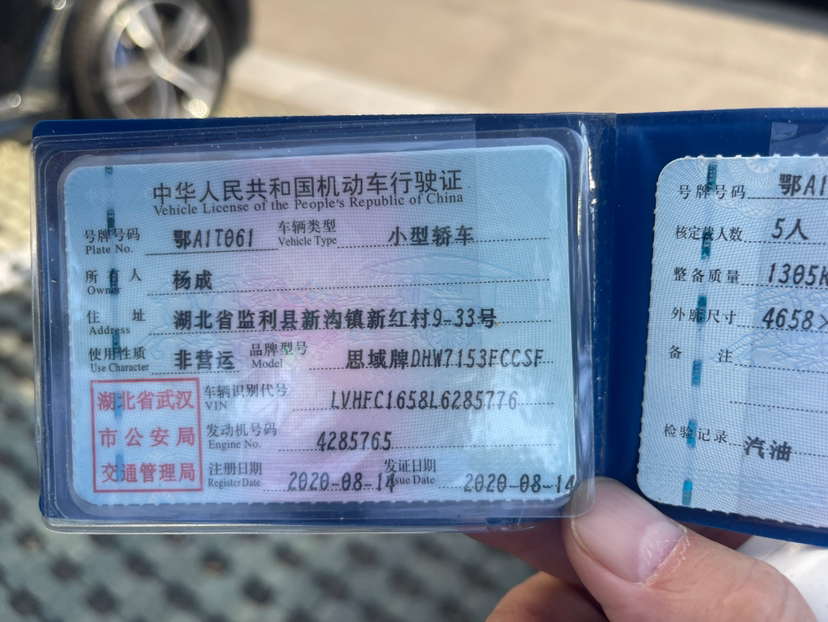 中华人民共和国机动车行驶证
Vehicle License of the People's Republic of China
号牌号码 鄂A1T061 车辆类型 小型轿车
Plate No. Vehicle Type
所有人 杨成
Owner
住址 湖北省监利县新沟镇新红村9-33号
Address
使用性质 非营运 品牌型号 思域牌DHW7153FCCSF
Use Character Model
湖北省武汉
市公安局
交通管理局
车辆识别代号 LVHFC1658L6285776
VIN
发动机号码 4285765
Engine No.
注册日期 2020-08-14 发证日期 2020-08-14
Register Date Issue Date
号牌号码 鄂A1
核定载人数 5人
整备质量 1305K
外廓尺寸 4658×
备注
检验记录 汽油